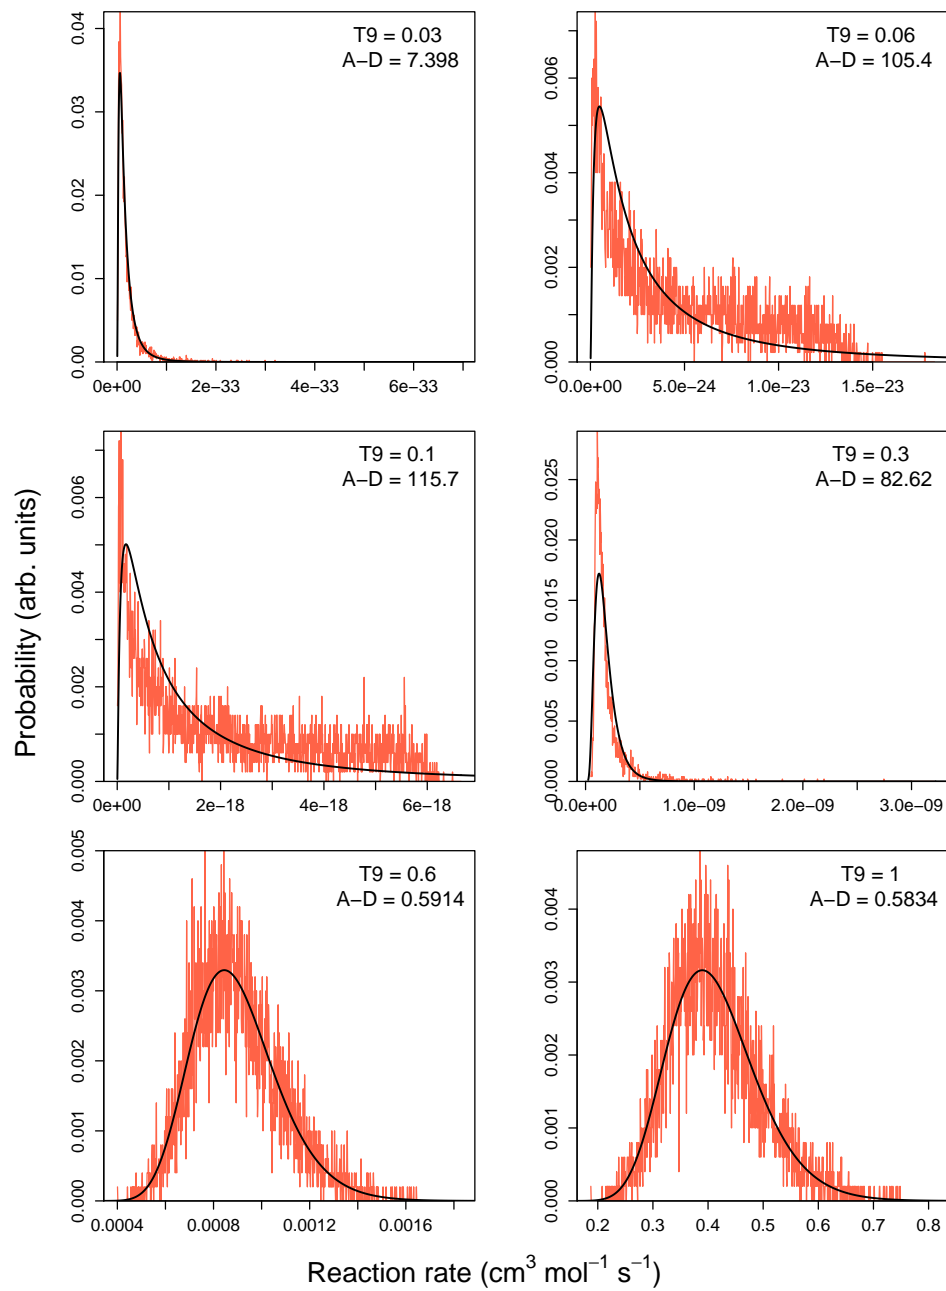 T9 = 0.03
A−D = 7.398
0.00
0.01
0.02
0.03
0.04
0e+00
2e−33
4e−33
6e−33
T9 = 0.06
A−D = 105.4
0.000
0.002
0.004
0.006
0.0e+00
5.0e−24
1.0e−23
1.5e−23
T9 = 0.1
A−D = 115.7
0.000
0.002
0.004
0.006
0e+00
2e−18
4e−18
6e−18
T9 = 0.3
A−D = 82.62
0.000
0.005
0.010
0.015
0.020
0.025
0.0e+00
1.0e−09
2.0e−09
3.0e−09
T9 = 0.6
A−D = 0.5914
0.000
0.001
0.002
0.003
0.004
0.005
0.0004
0.0008
0.0012
0.0016
T9 = 1
A−D = 0.5834
0.000
0.001
0.002
0.003
0.004
0.2
0.3
0.4
0.5
0.6
0.7
0.8
Probability (arb. units)
Reaction rate (cm³ mol⁻¹ s⁻¹)